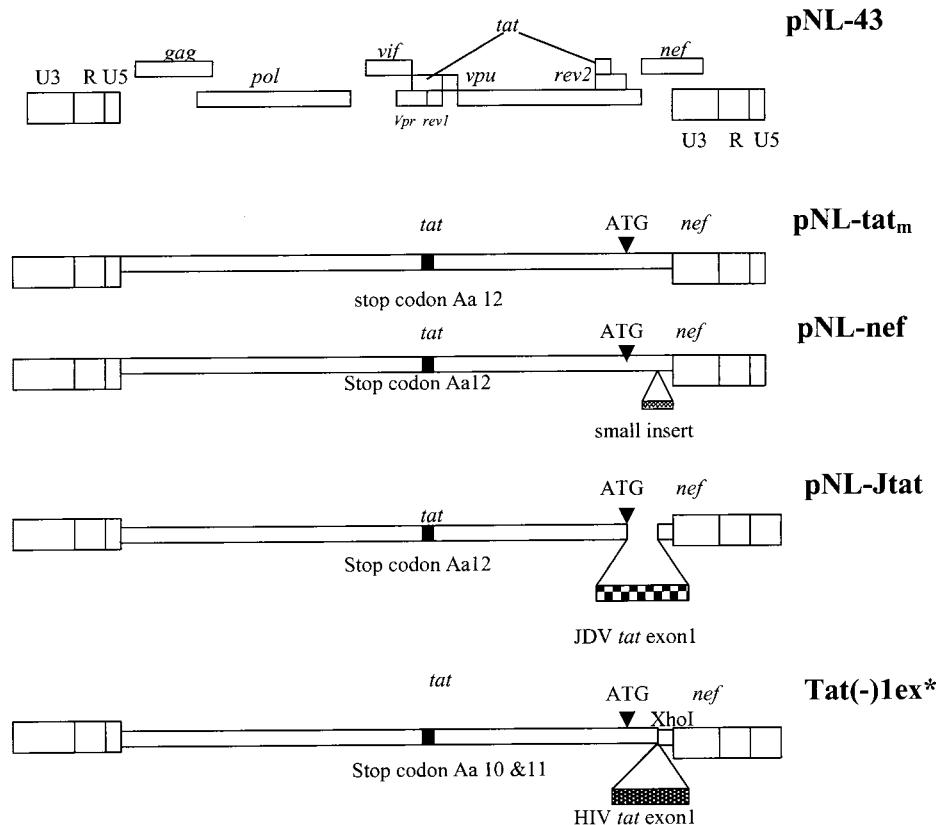 pNL-43
tat
gag
vif
nef
U3 R U5
pol
vpu
rev2
Vpr rev1
U3 R U5
pNL-tatm
tat
ATG
nef
stop codon Aa 12
pNL-nef
tat
ATG
nef
Stop codon Aa12
small insert
pNL-Jtat
ATG
nef
tat
Stop codon Aa12
JDV tat exon1
Tat(-)1ex*
tat
ATG
nef
XhoI
Stop codon Aa 10 &11
HIV tat exon1